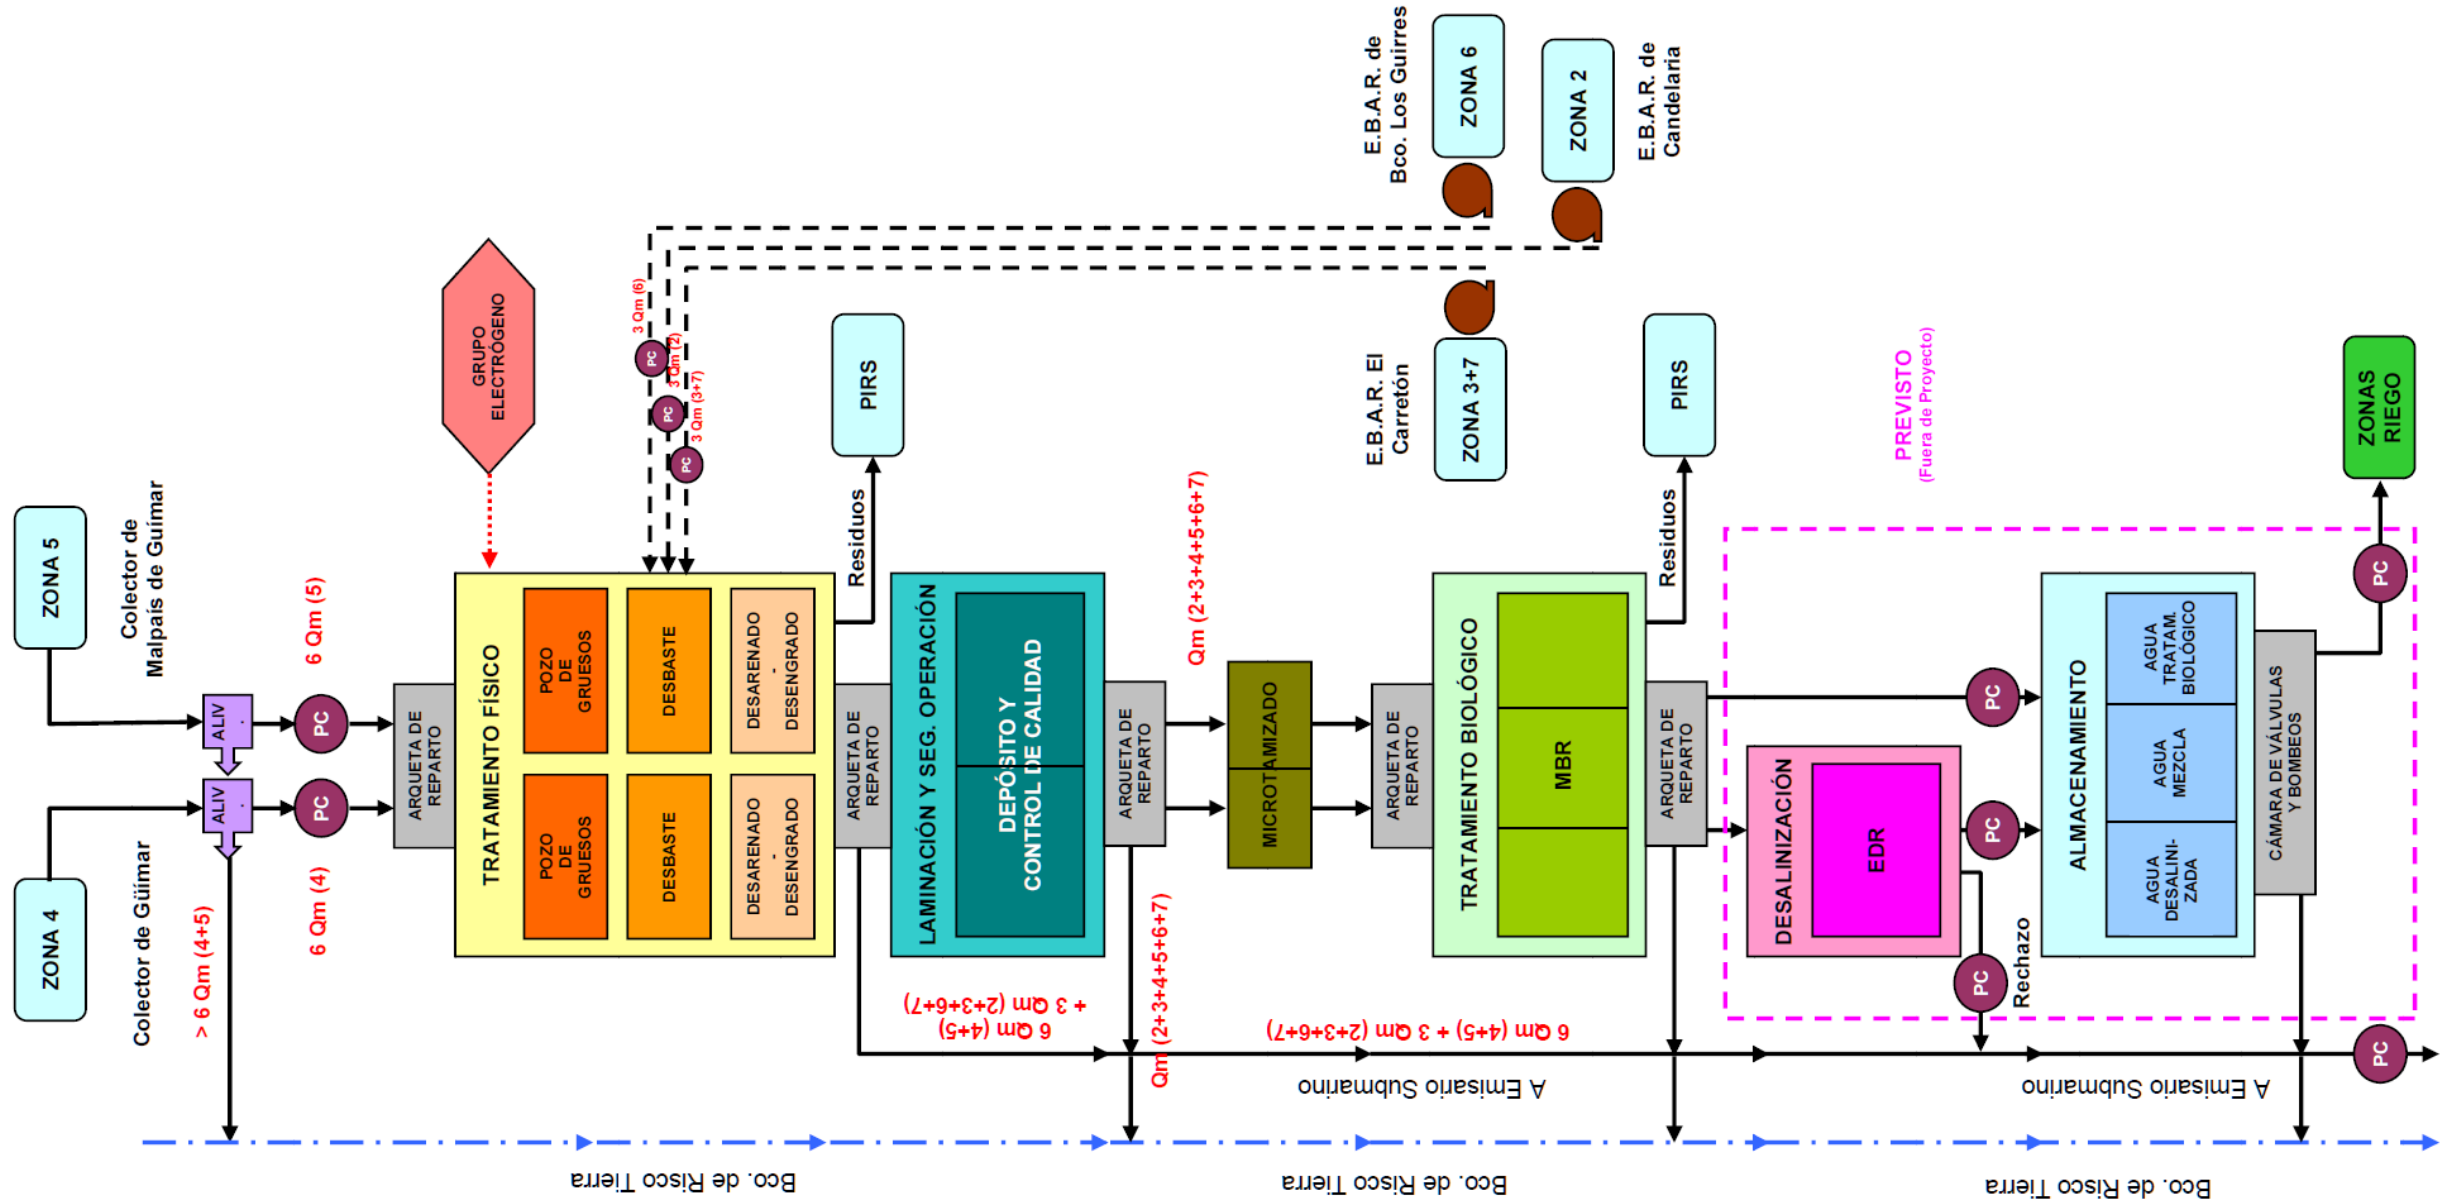 ZONA 4
ZONA 5
Colector de Güímar
Colector de
Malpaís de Guímar
> 6 Qm (4+5)
ALIV
.
ALIV
.
6 Qm (4)
6 Qm (5)
PC
PC
ARQUETA DE
REPARTO
TRATAMIENTO FÍSICO
POZO
DE
GRUESOS
POZO
DE
GRUESOS
DESBASTE
DESBASTE
DESARENADO
-
DESENGRADO
DESARENADO
-
DESENGRADO
GRUPO
ELECTRÓGENO
3 Qm (6)
PC
3 Qm (2)
PC
3 Qm (3+7)
PC
ARQUETA DE
REPARTO
Residuos
PIRS
LAMINACIÓN Y SEG. OPERACIÓN
DEPÓSITO Y
CONTROL DE CALIDAD
6 Qm (4+5)
+ 3 Qm (2+3+6+7)
ARQUETA DE
REPARTO
Qm (2+3+4+5+6+7)
Qm (2+3+4+5+6+7)
MICROTAMIZADO
ARQUETA DE
REPARTO
6 Qm (4+5) + 3 Qm (2+3+6+7)
TRATAMIENTO BIOLÓGICO
MBR
E.B.A.R. de
Bco. Los Guirres
ZONA 6
ZONA 2
E.B.A.R. de
Candelaria
E.B.A.R. El
Carretón
ZONA 3+7
ARQUETA DE
REPARTO
Residuos
PIRS
PREVISTO
(Fuera de Proyecto)
DESALINIZACIÓN
EDR
PC
PC
PC
Rechazo
ALMACENAMIENTO
AGUA
DESALINI-
ZADA
AGUA
MEZCLA
AGUA
TRATAM.
BIOLÓGICO
CÁMARA DE VÁLVULAS
Y BOMBEOS
PC
ZONAS
RIEGO
PC
A Emisario Submarino
A Emisario Submarino
Bco. de Risco Tierra
Bco. de Risco Tierra
Bco. de Risco Tierra